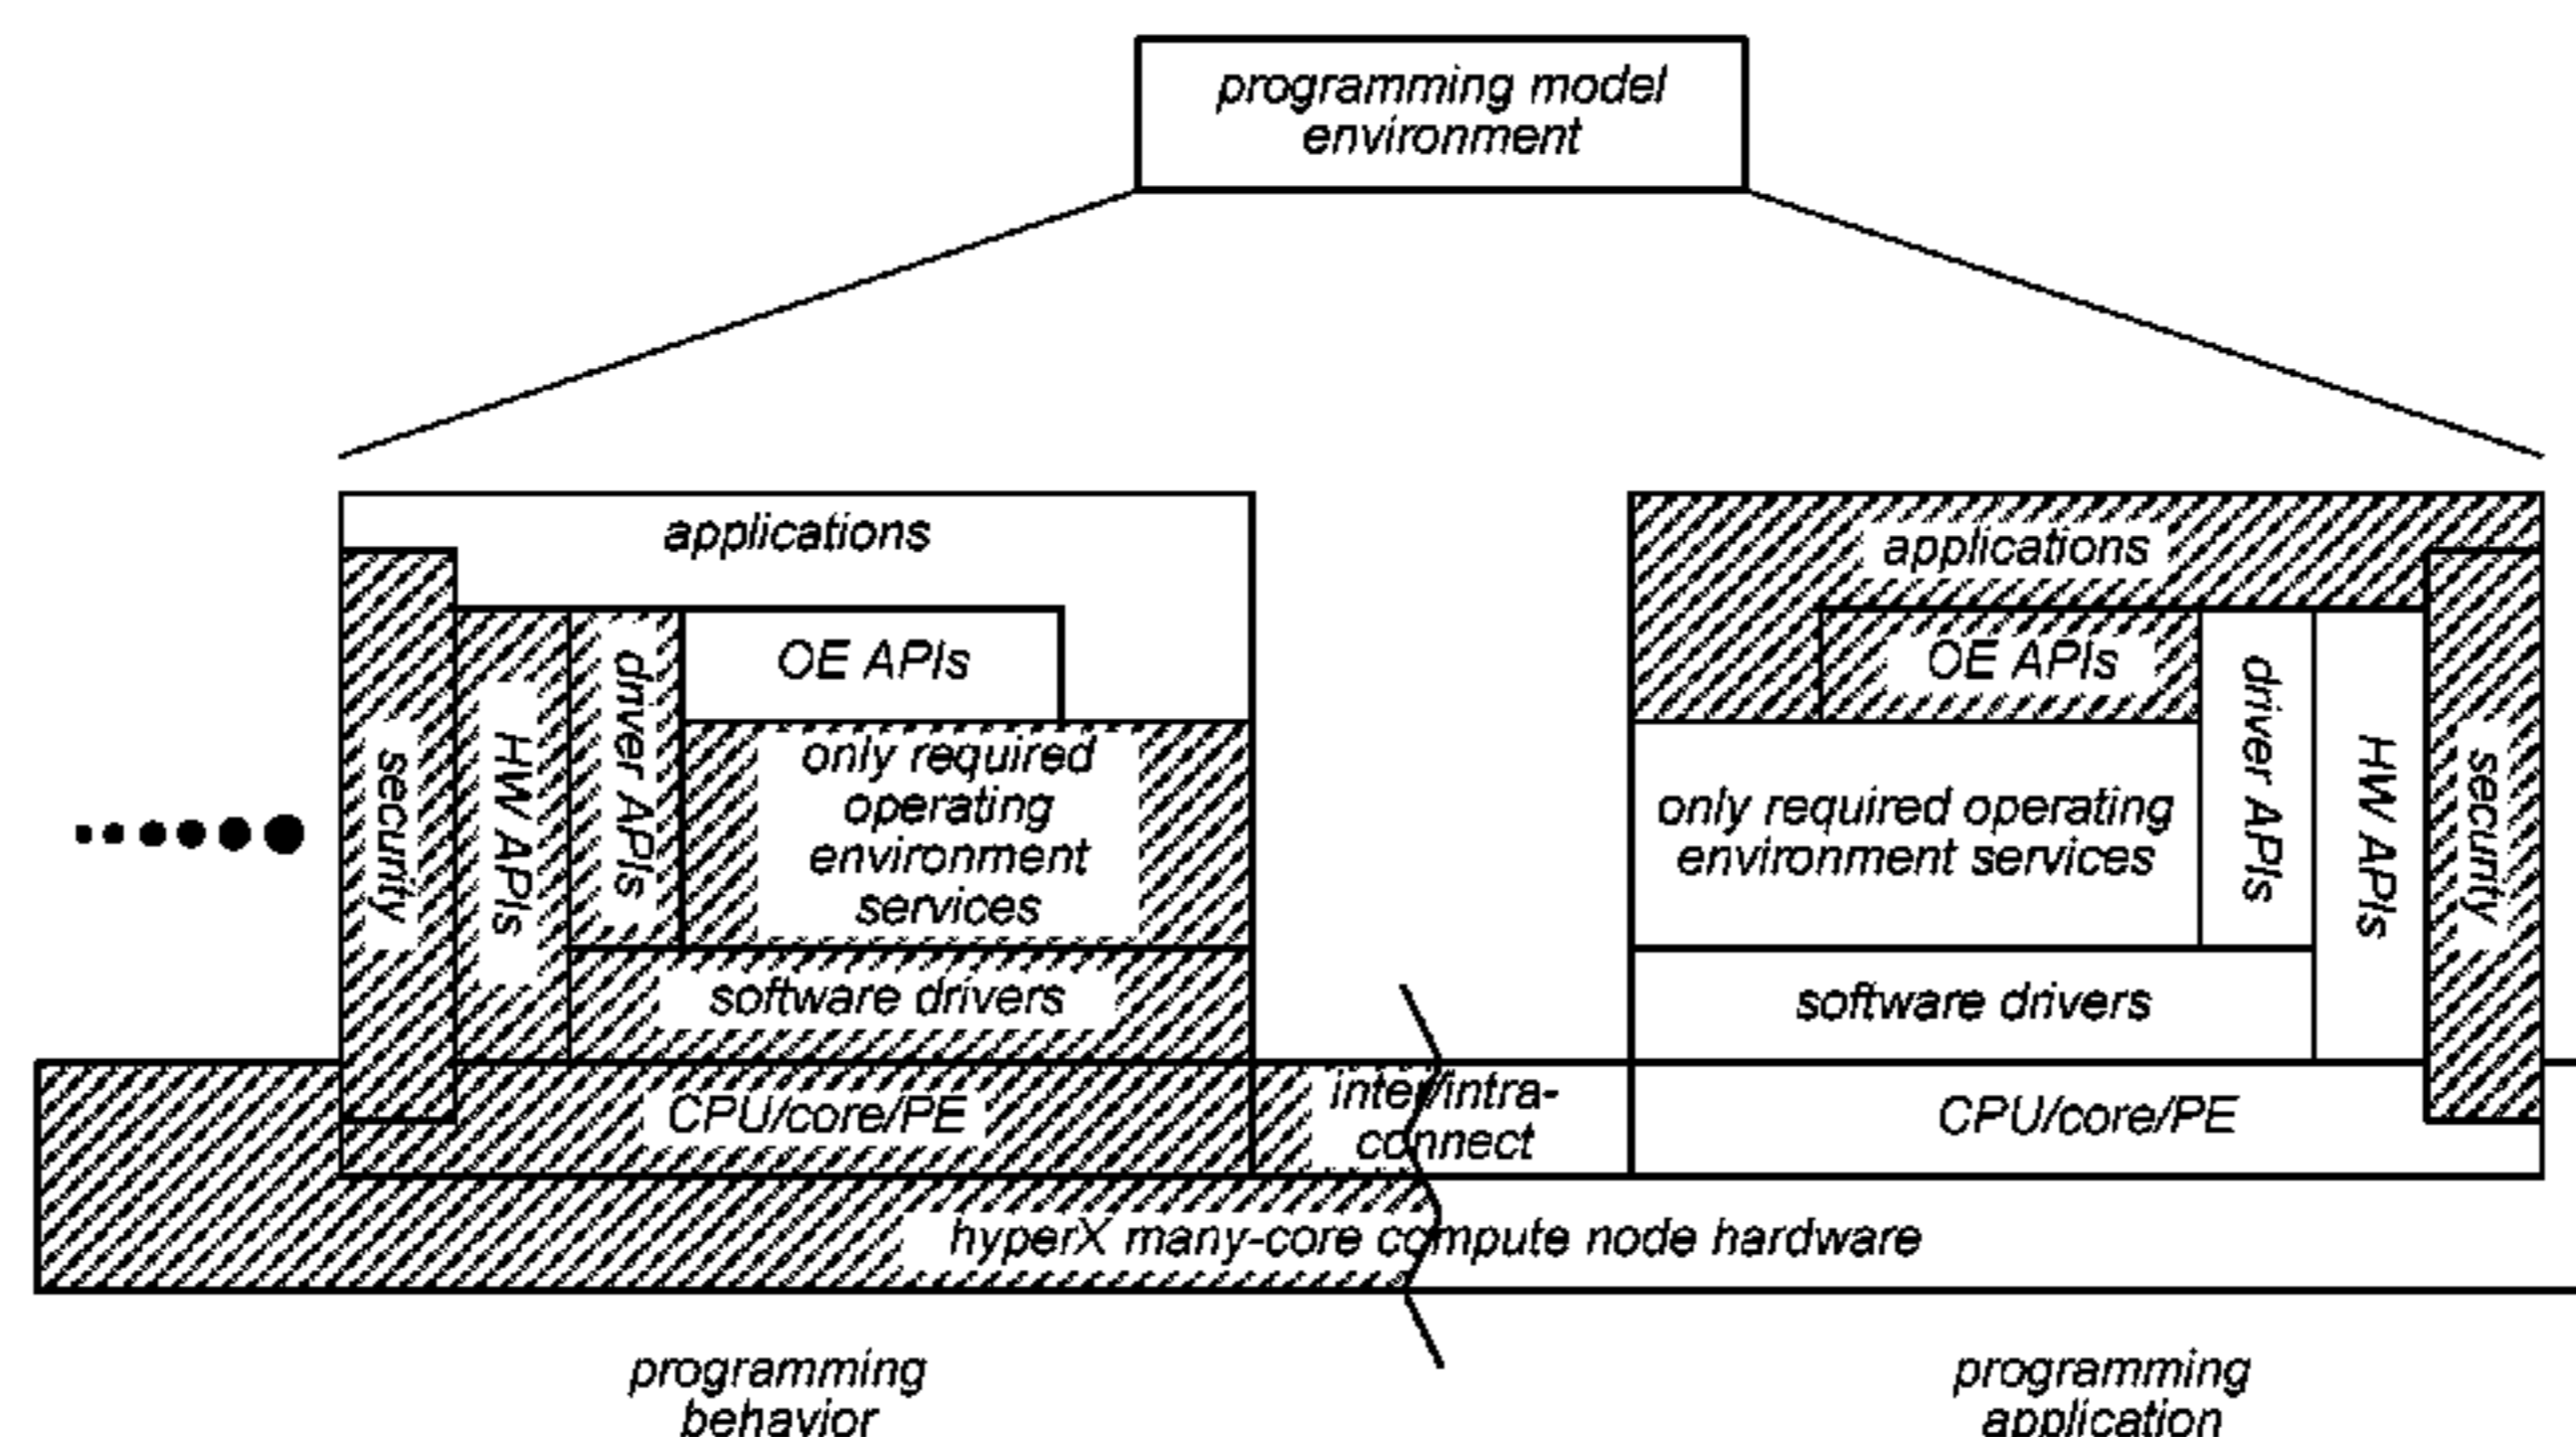 programming model
environment
applications
OE APIs
only required
operating
environment
services
driver APIs
HW APIs
security
software drivers
CPU/core/PE
inter/intra-
connect
applications
OE APIs
only required operating
environment services
driver APIs
HW APIs
security
software drivers
CPU/core/PE
hyperX many-core compute node hardware
programming
behavior
programming
application